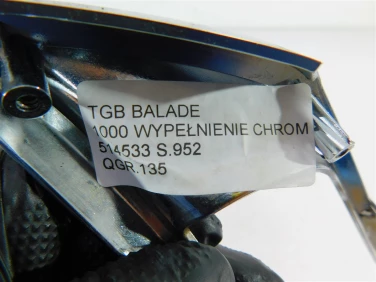 TGB BALADE
1000 WYPEŁNIENIE CHROM
514533 S.952
QGR.135